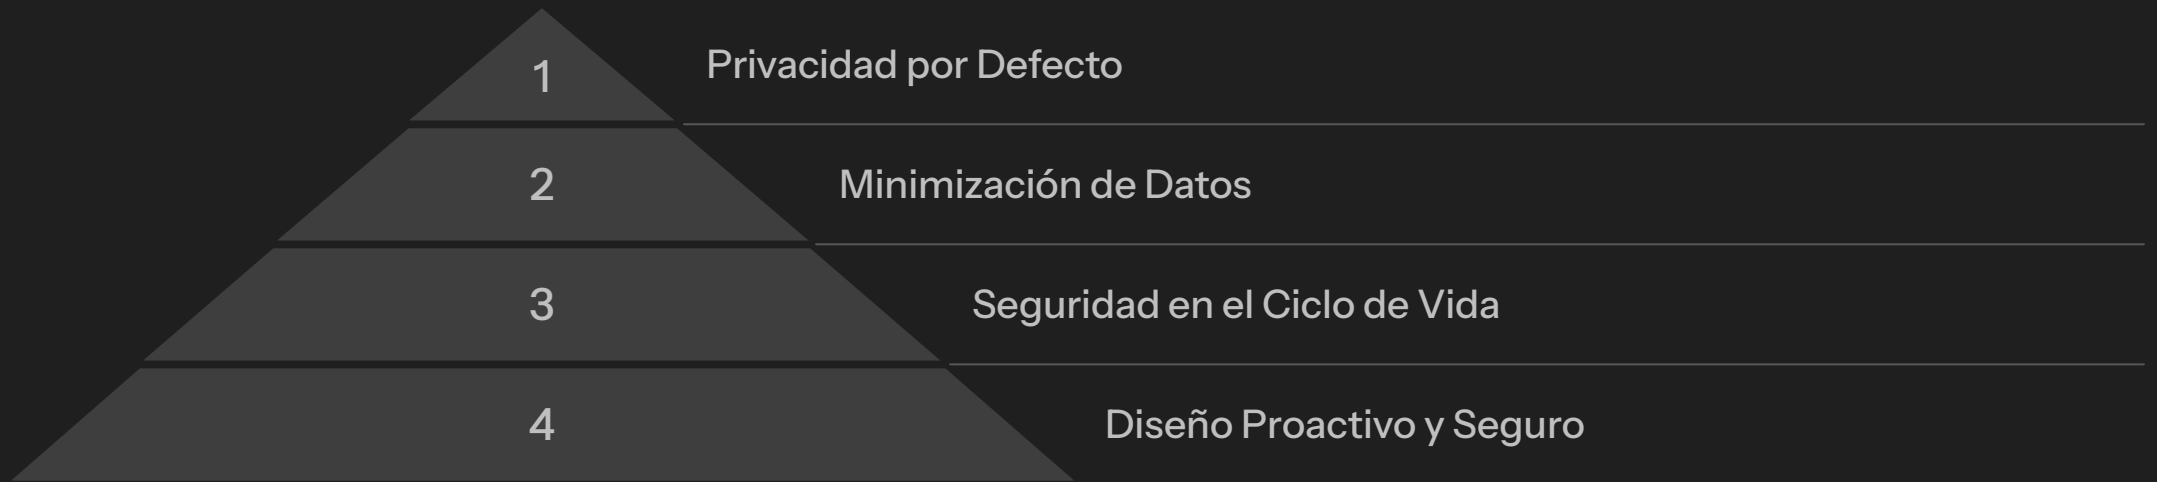 1
Privacidad por Defecto
2
Minimización de Datos
3
Seguridad en el Ciclo de Vida
4
Diseño Proactivo y Seguro